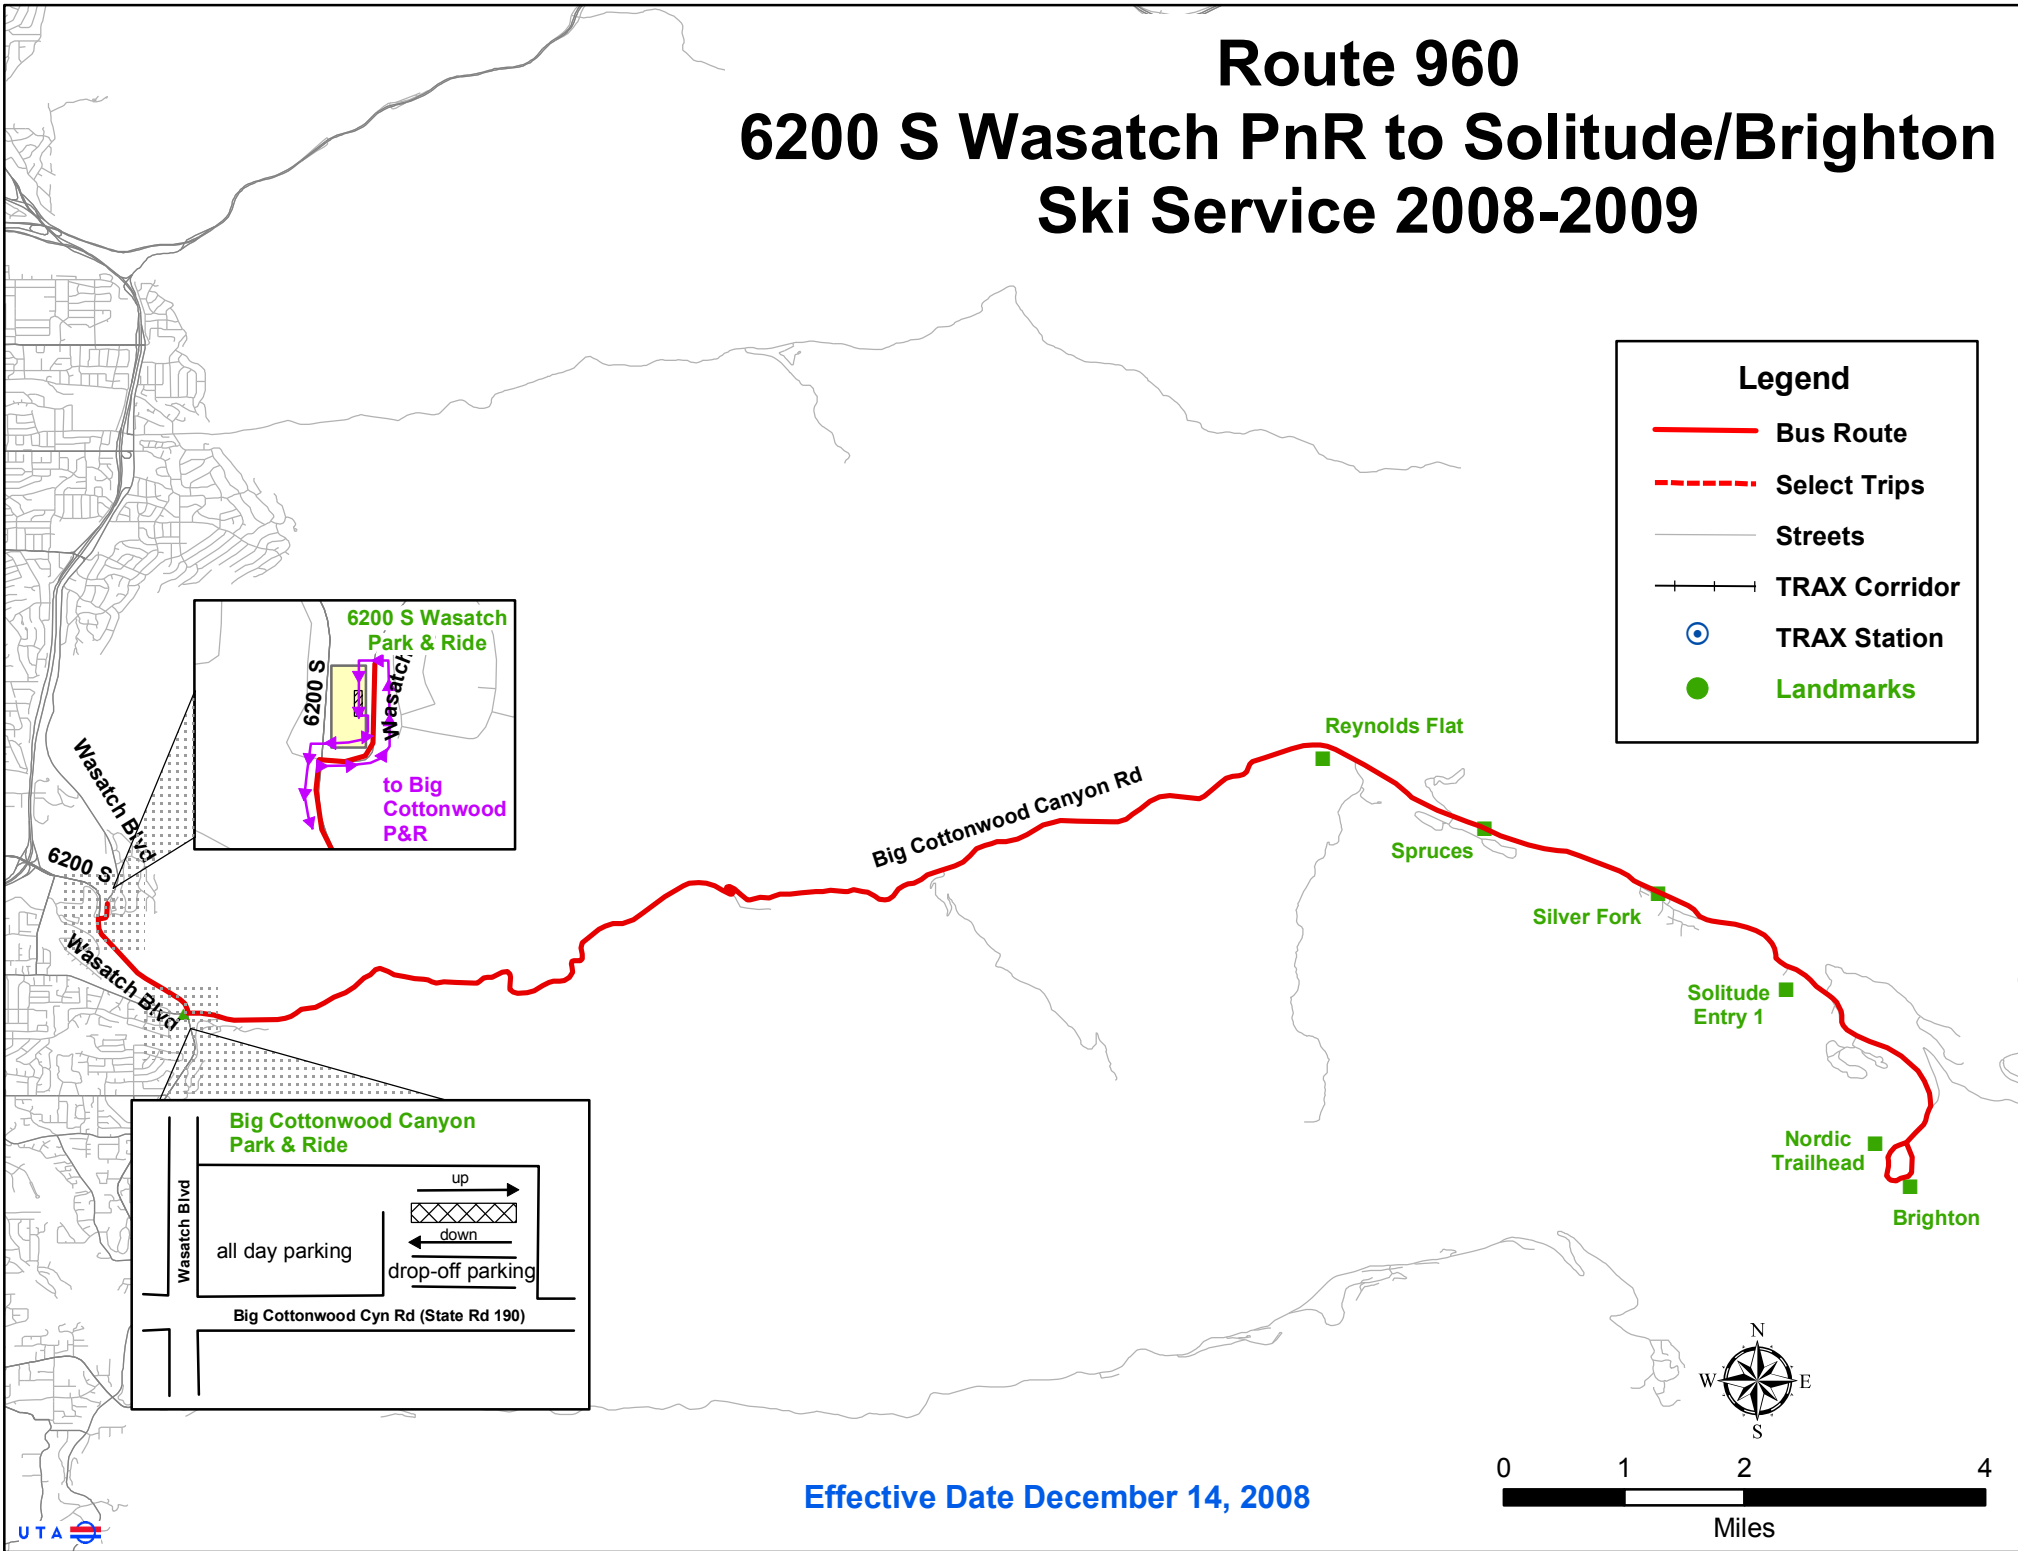 Route 960
6200 S Wasatch PnR to Solitude/Brighton
Ski Service 2008-2009
Legend
Bus Route
Select Trips
Streets
TRAX Corridor
TRAX Station
Landmarks
6200 S Wasatch
Park & Ride
6200 S
Wasatch
to Big
Cottonwood
P&R
Wasatch Blvd
6200 S
Wasatch Blvd
Big Cottonwood Canyon Rd
Reynolds Flat
Spruces
Silver Fork
Solitude
Entry 1
Nordic
Trailhead
Brighton
Big Cottonwood Canyon
Park & Ride
Wasatch Blvd
up
down
all day parking
drop-off parking
Big Cottonwood Cyn Rd (State Rd 190)
N
W
E
S
0 1 2 4
Miles
Effective Date December 14, 2008
UTA